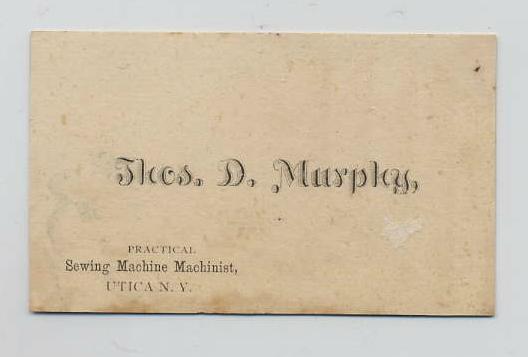 Thos. D. Murphy,
PRACTICAL
Sewing Machine Machinist,
UTICA N. Y.